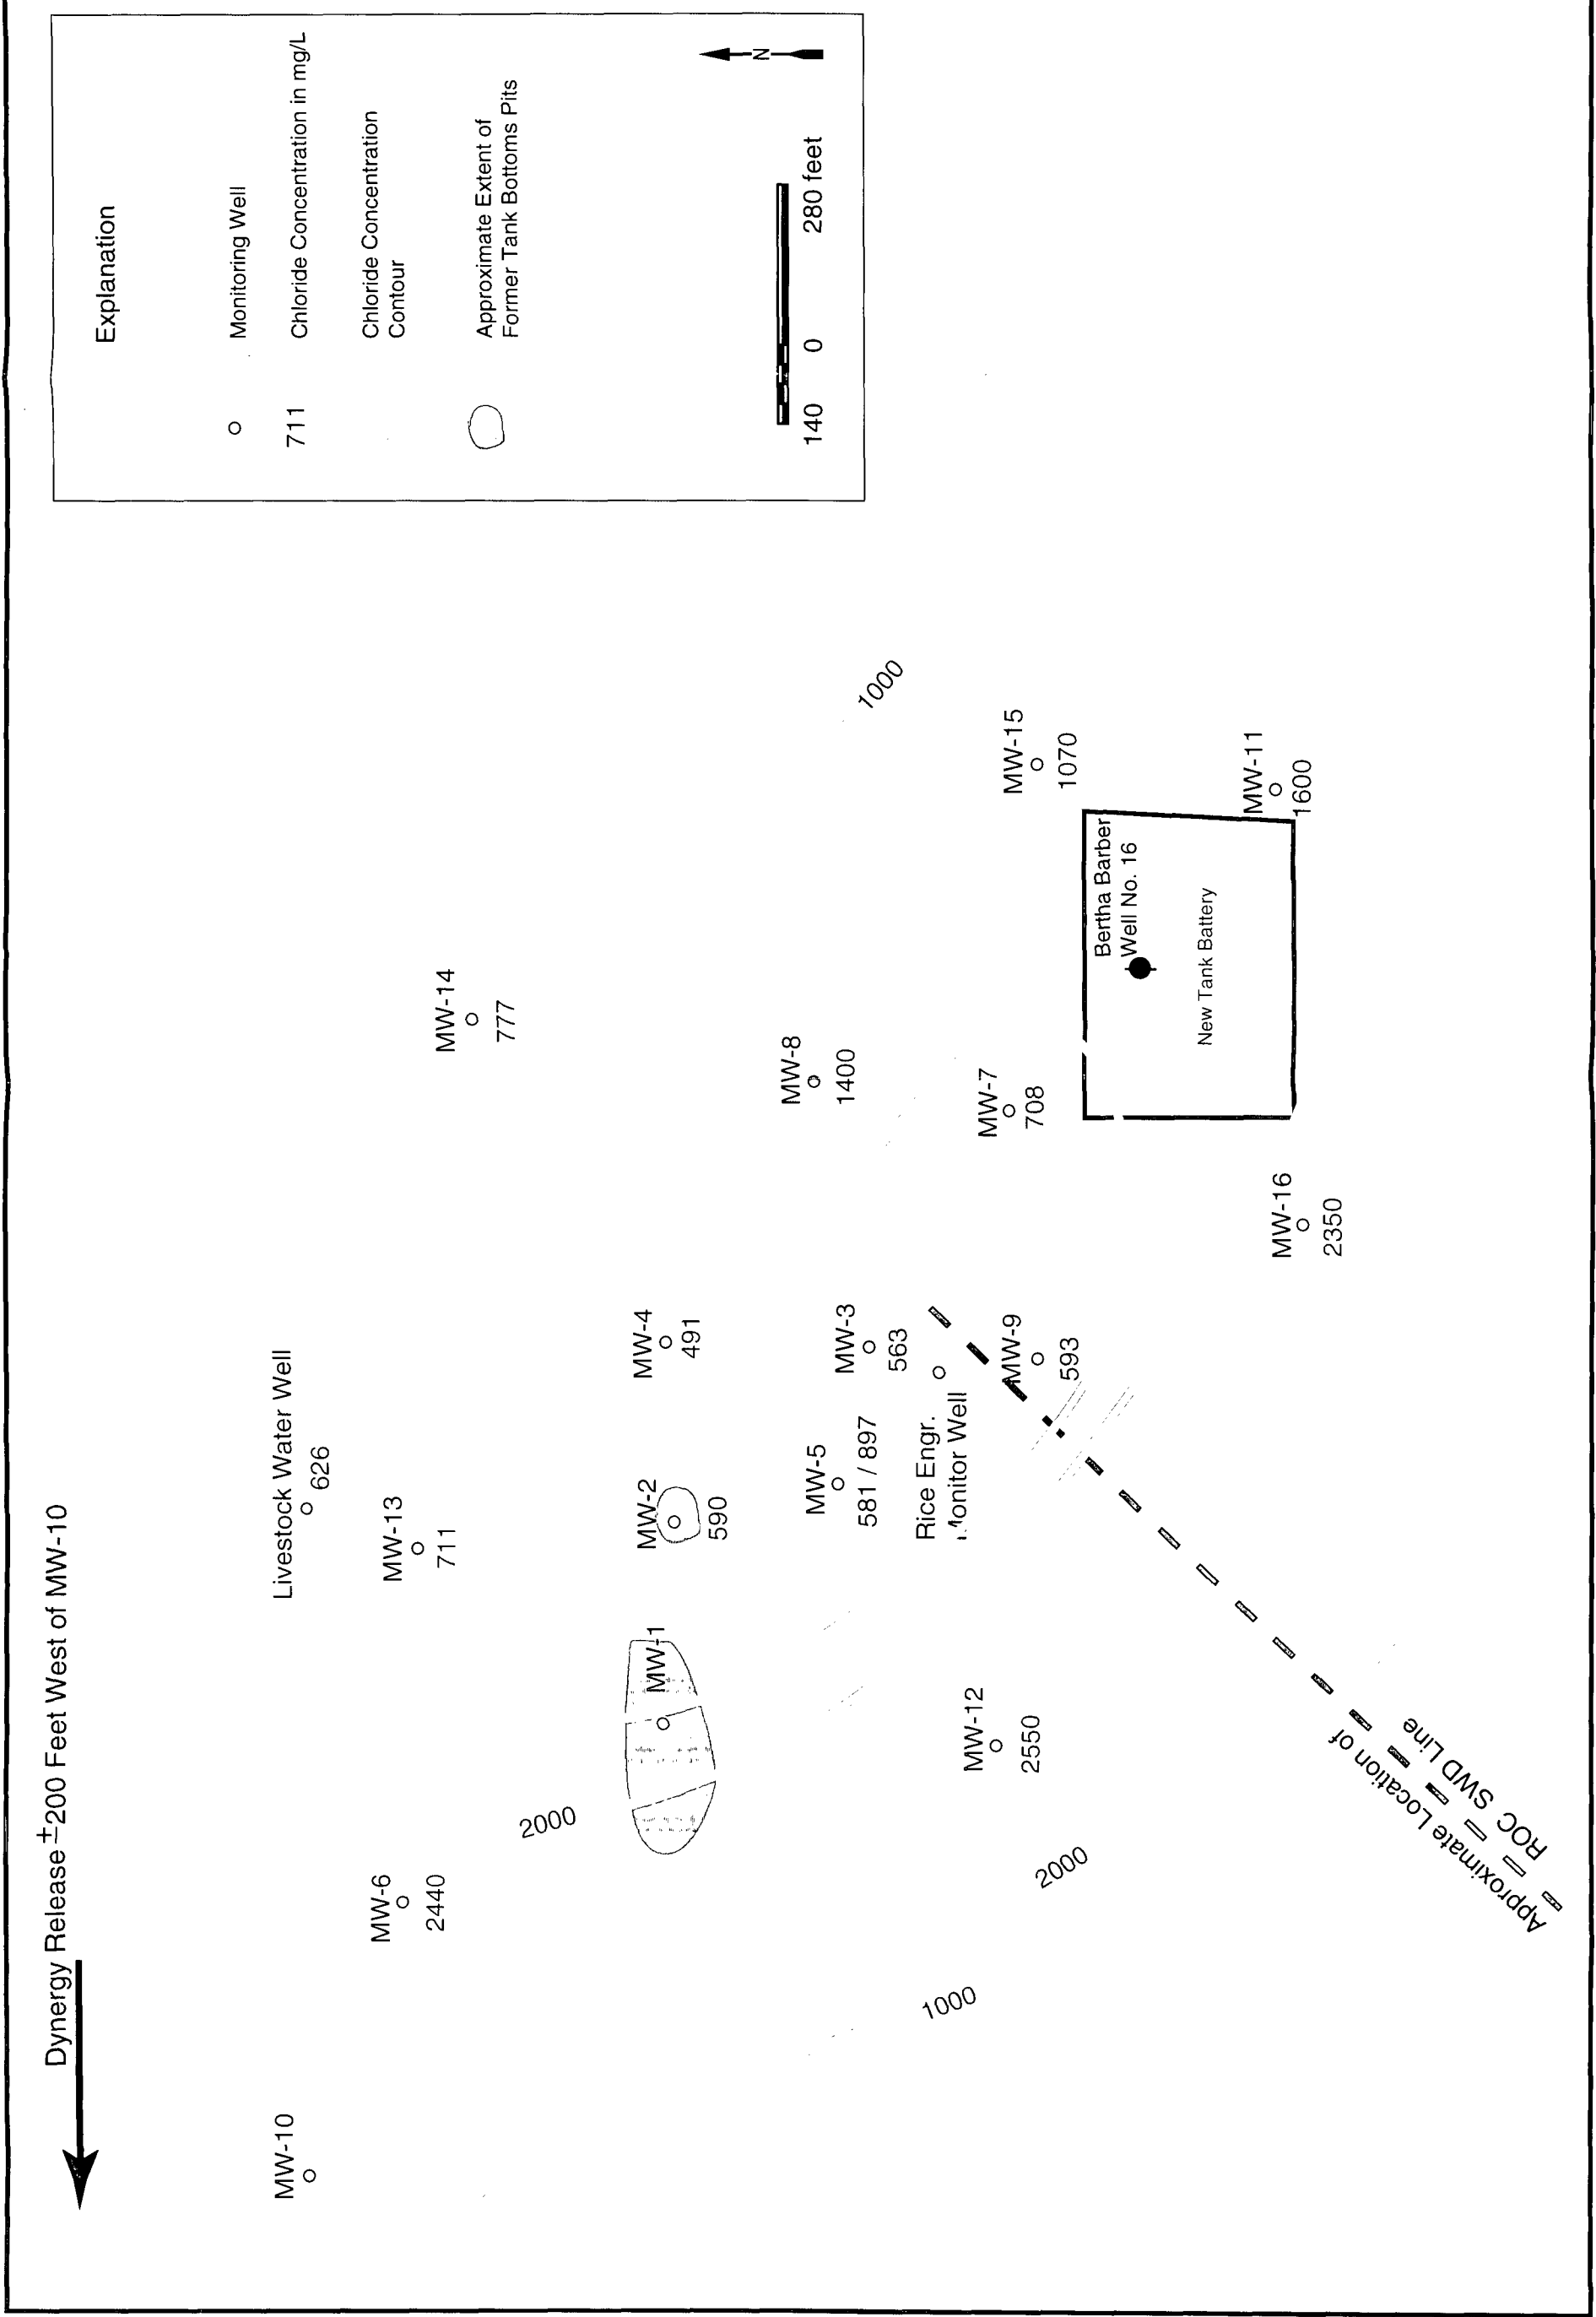 Dynergy Release ±200 Feet West of MW-10
MW-10
Livestock Water Well
626
MW-13
711
MW-6
2440
MW-14
777
2000
MW-1
MW-2
590
MW-4
491
MW-5
581 / 897
MW-3
563
MW-8
1400
1000
Rice Engr.
Monitor Well
1000
MW-12
2550
MW-9
593
MW-7
708
MW-15
1070
2000
Bertha Barber
Well No. 16
New Tank Battery
MW-11
1600
MW-16
2350
Approximate Location of
ROC SWD Line
Explanation
Monitoring Well
711
Chloride Concentration in mg/L
Chloride Concentration
Contour
Approximate Extent of
Former Tank Bottoms Pits
140 0 280 feet
N